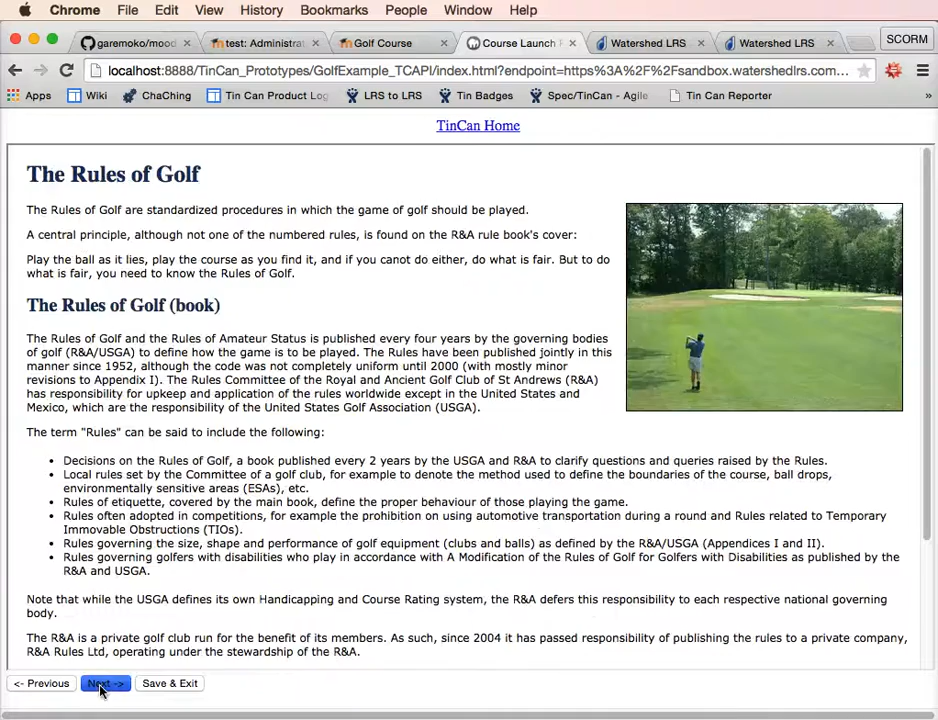 Chrome File Edit View History Bookmarks People Window Help
garemoko/mood
test: Administra
Golf Course
Course Launch
Watershed LRS
Watershed LRS
SCORM
localhost:8888/TinCan_Prototypes/GolfExample_TCAPI/index.html?endpoint=https%3A%2F%2Fsandbox.watershedlrs.com...
Apps Wiki ChaChing Tin Can Product Log LRS to LRS Tin Badges Spec/TinCan - Agile Tin Can Reporter »
TinCan Home
The Rules of Golf
The Rules of Golf are standardized procedures in which the game of golf should be played.
A central principle, although not one of the numbered rules, is found on the R&A rule book's cover:
Play the ball as it lies, play the course as you find it, and if you canot do either, do what is fair. But to do
what is fair, you need to know the Rules of Golf.
The Rules of Golf (book)
The Rules of Golf and the Rules of Amateur Status is published every four years by the governing bodies
of golf (R&A/USGA) to define how the game is to be played. The Rules have been published jointly in this
manner since 1952, although the code was not completely uniform until 2000 (with mostly minor
revisions to Appendix I). The Rules Committee of the Royal and Ancient Golf Club of St Andrews (R&A)
has responsibility for upkeep and application of the rules worldwide except in the United States and
Mexico, which are the responsibility of the United States Golf Association (USGA).
The term "Rules" can be said to include the following:
• Decisions on the Rules of Golf, a book published every 2 years by the USGA and R&A to clarify questions and queries raised by the Rules.
• Local rules set by the Committee of a golf club, for example to denote the method used to define the boundaries of the course, ball drops,
environmentally sensitive areas (ESAs), etc.
• Rules of etiquette, covered by the main book, define the proper behaviour of those playing the game.
• Rules often adopted in competitions, for example the prohibition on using automotive transportation during a round and Rules related to Temporary
Immovable Obstructions (TIOs).
• Rules governing the size, shape and performance of golf equipment (clubs and balls) as defined by the R&A/USGA (Appendices I and II).
• Rules governing golfers with disabilities who play in accordance with A Modification of the Rules of Golf for Golfers with Disabilities as published by the
R&A and USGA.
Note that while the USGA defines its own Handicapping and Course Rating system, the R&A defers this responsibility to each respective national governing
body.
The R&A is a private golf club run for the benefit of its members. As such, since 2004 it has passed responsibility of publishing the rules to a private company,
R&A Rules Ltd, operating under the stewardship of the R&A.
<- Previous Next -> Save & Exit